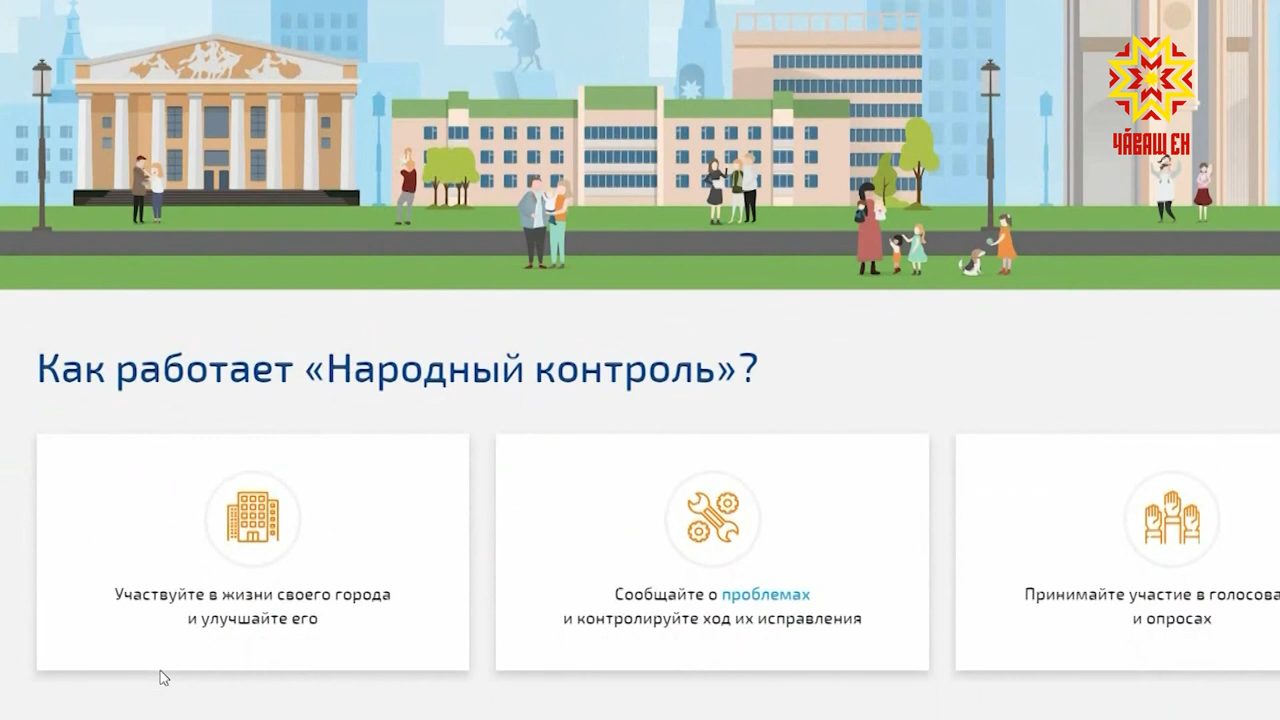 ЧӐВАШ ЕН
Как работает «Народный контроль»?
Участвуйте в жизни своего города
и улучшайте его
Сообщайте о проблемах
и контролируйте ход их исправления
Принимайте участие в голосова
и опросах